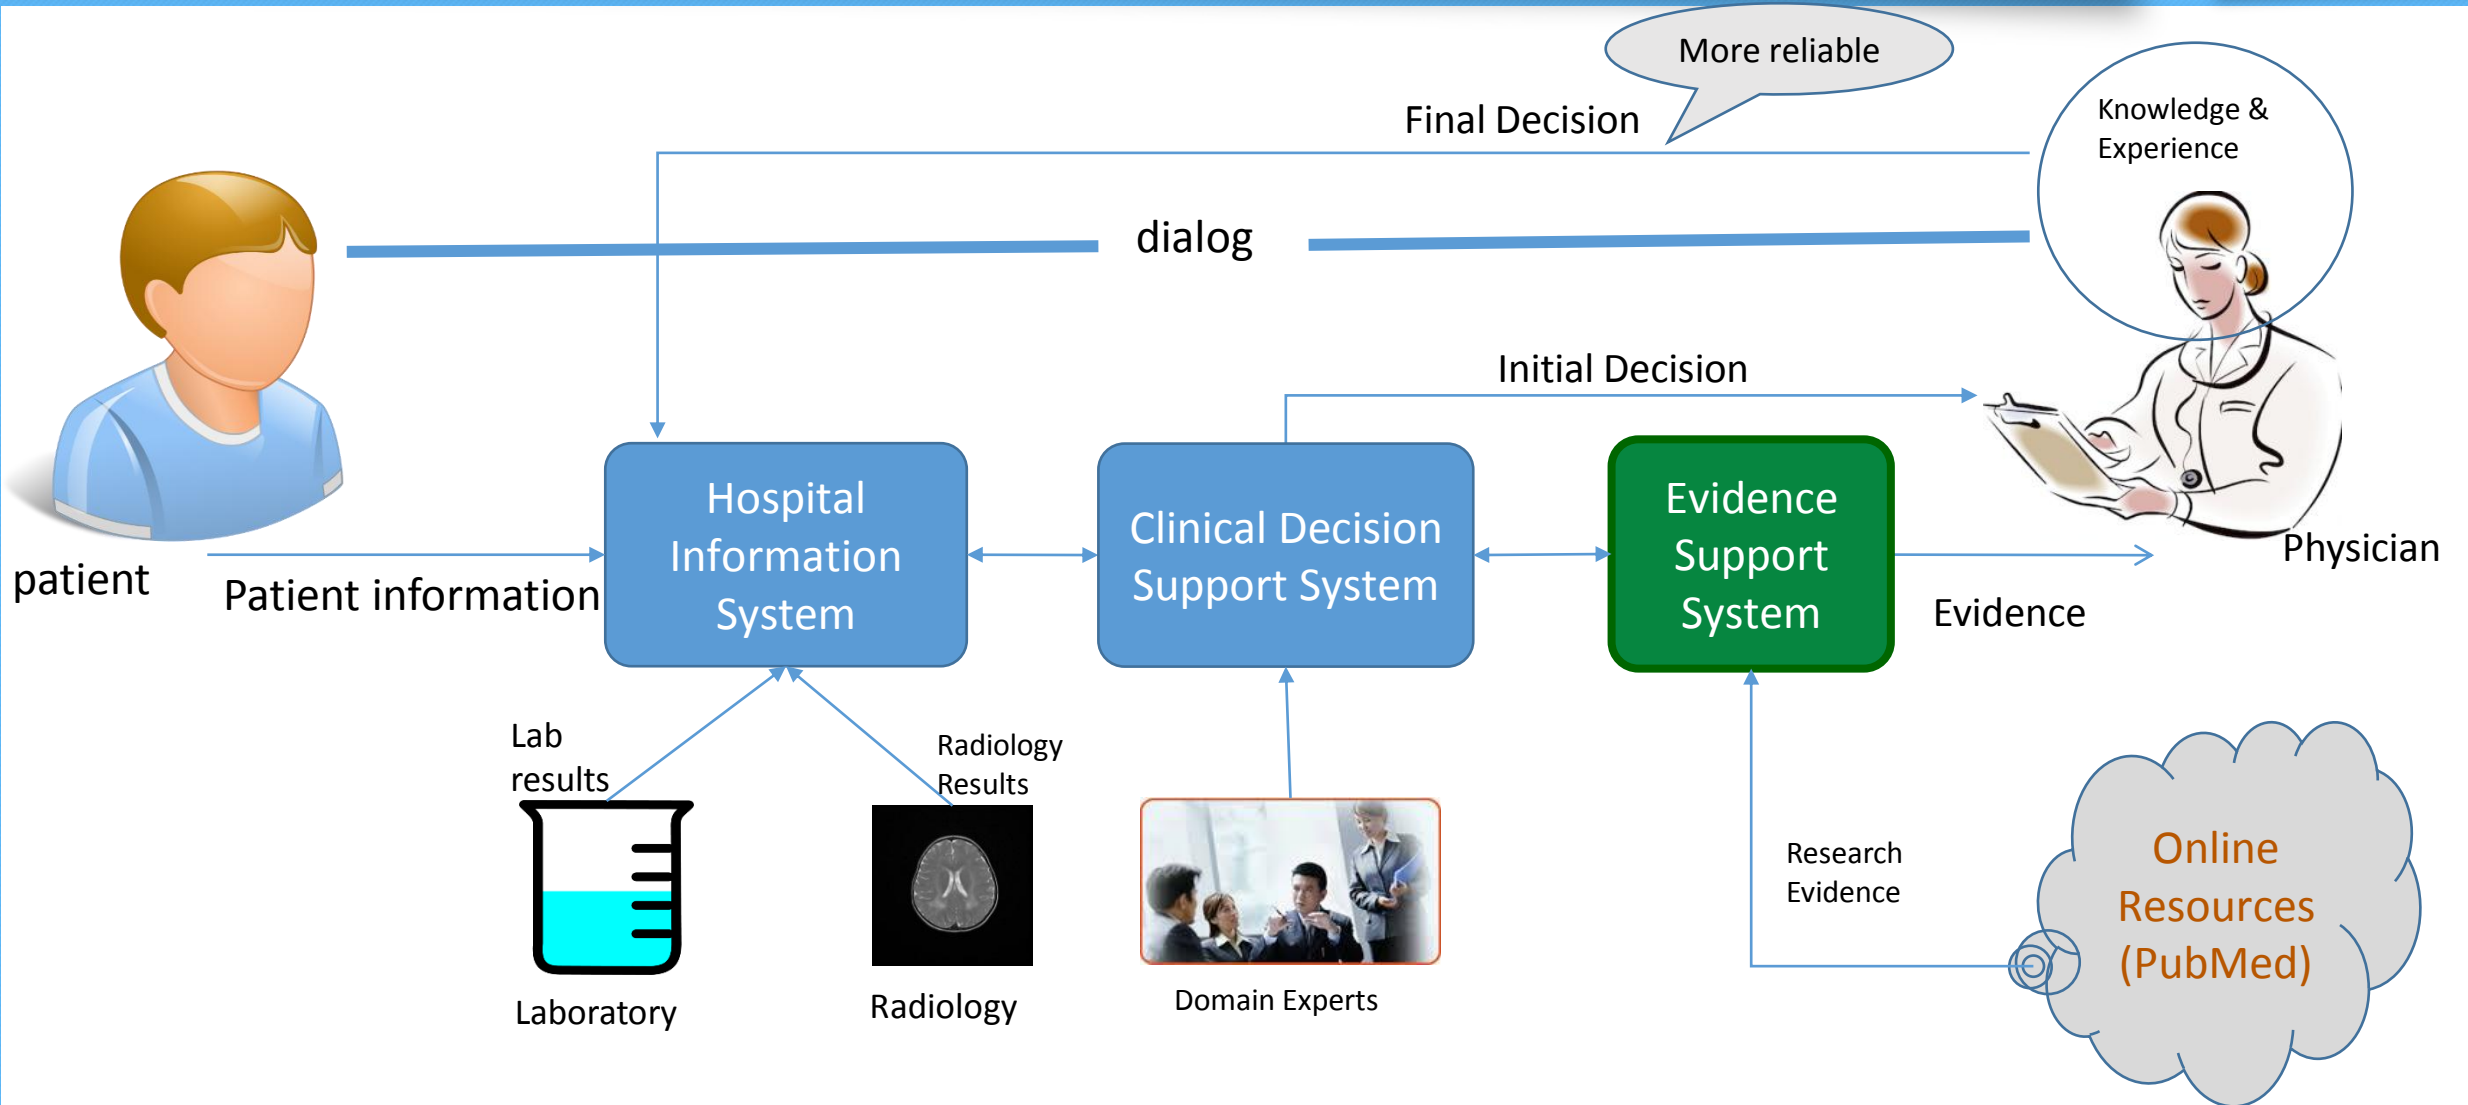 More reliable
Final Decision
Knowledge &
Experience
dialog
Initial Decision
Hospital
Information
System
Clinical Decision
Support System
Evidence
Support
System
Physician
patient
Patient information
Evidence
Lab
results
Radiology
Results
Research
Evidence
Online
Resources
(PubMed)
Laboratory
Radiology
Domain Experts